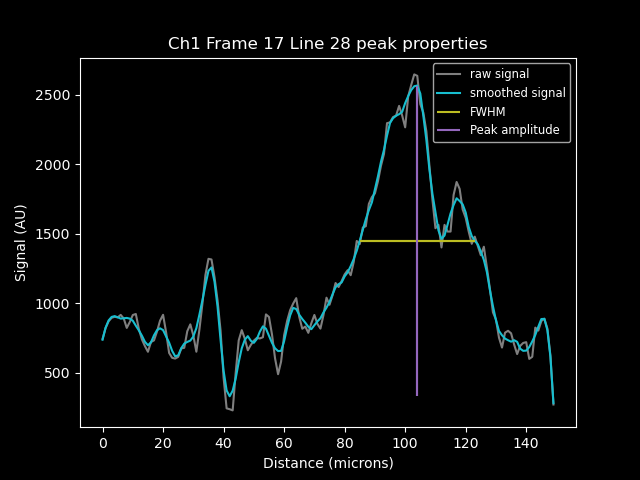 Ch1 Frame 17 Line 28 peak properties
raw signal
smoothed signal
FWHM
Peak amplitude
Signal (AU)
2500
2000
1500
1000
500
0 20 40 60 80 100 120 140
Distance (microns)